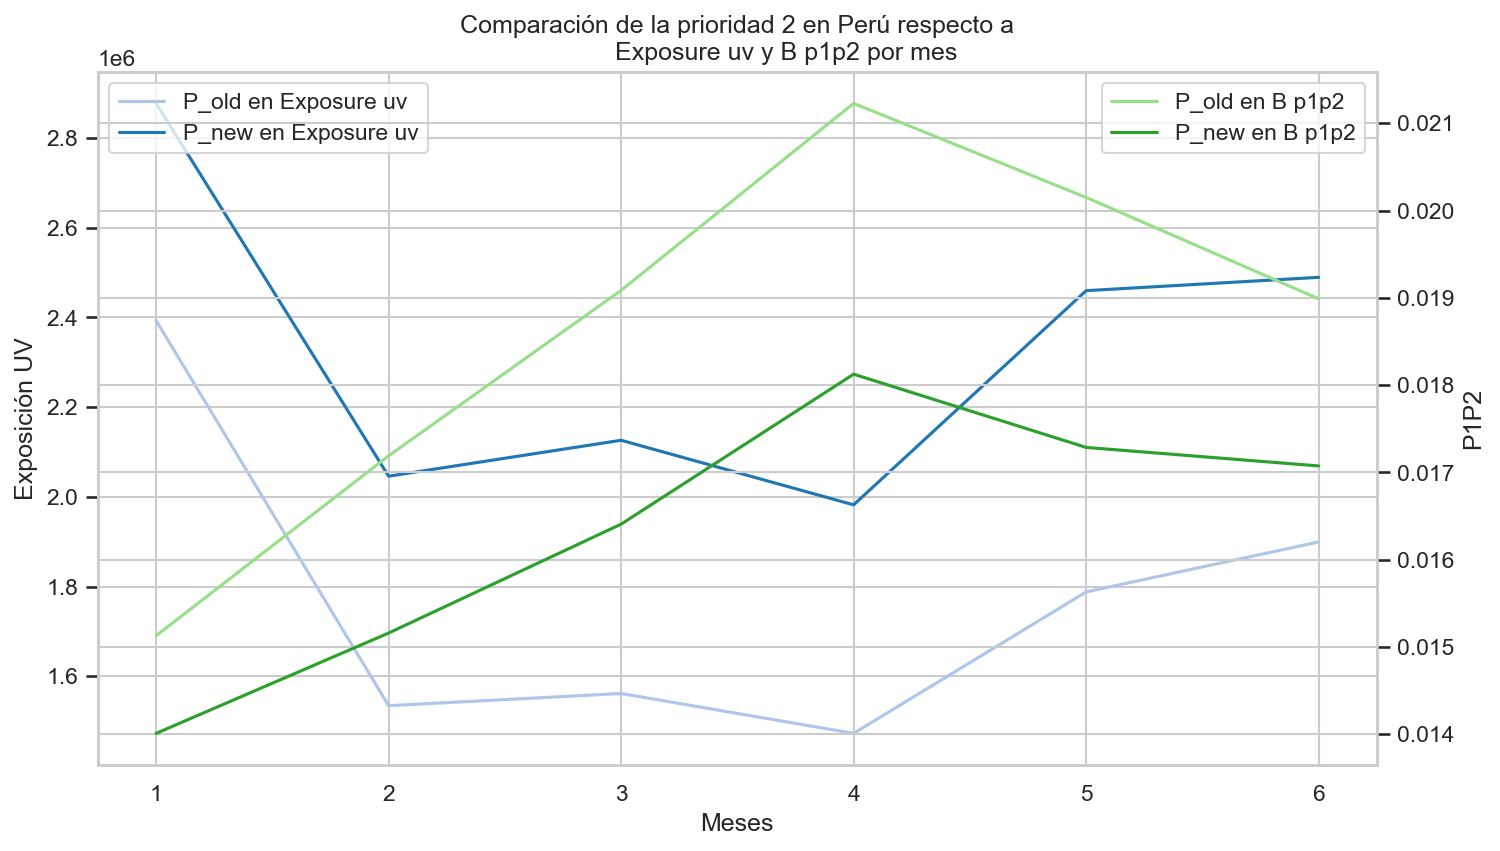 Comparación de la prioridad 2 en Perú respecto a
Exposure uv y B p1p2 por mes
1e6
P_old en Exposure uv
P_new en Exposure uv
P_old en B p1p2
P_new en B p1p2
2.8
2.6
2.4
2.2
2.0
1.8
1.6
Exposición UV
0.021
0.020
0.019
0.018
0.017
0.016
0.015
0.014
P1P2
1 2 3 4 5 6
Meses